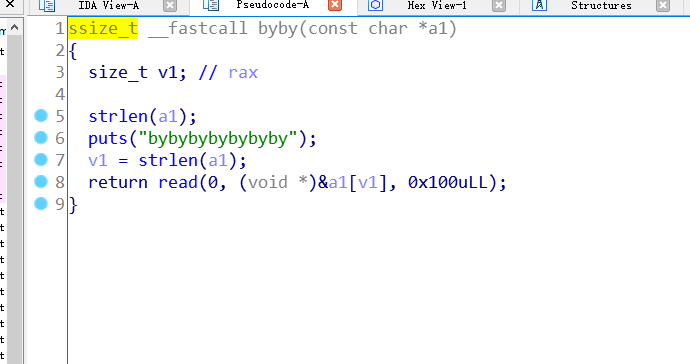 IDA View-A Pseudocode-A Hex View-1 Structures
1 ssize_t __fastcall byby(const char *a1)
2 {
3 size_t v1; // rax
4
5 strlen(a1);
6 puts("bybybybybybyby");
7 v1 = strlen(a1);
8 return read(0, (void *)&a1[v1], 0x100uLL);
9 }